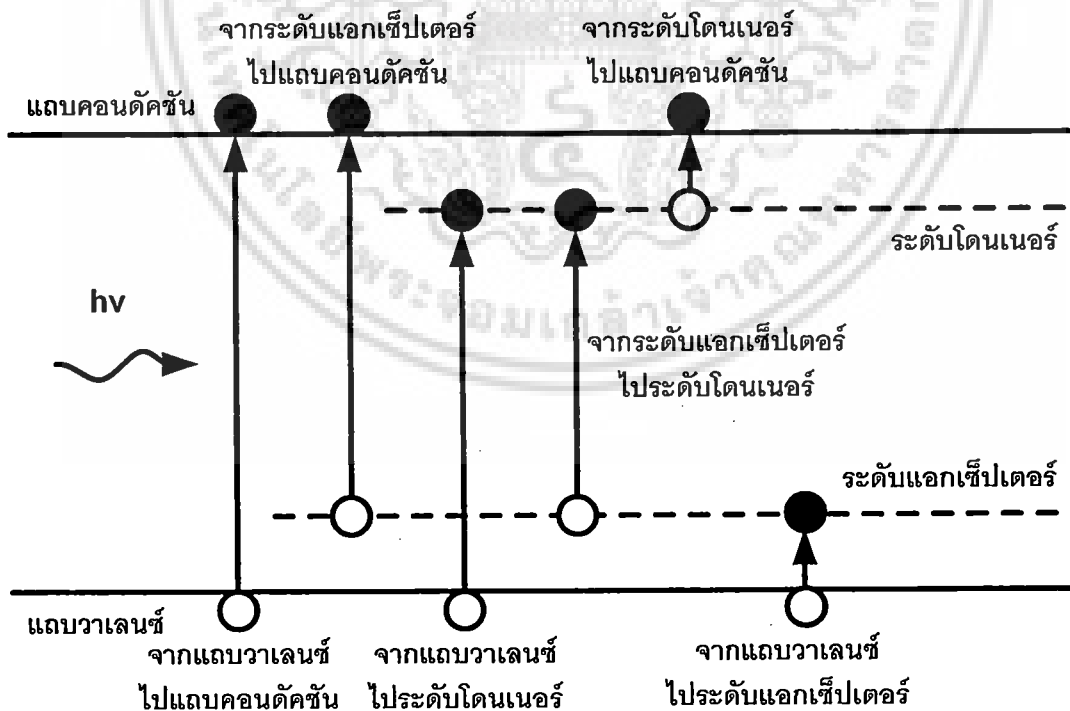 จากระดับแอกเซ็ปเตอร์
ไปแถบคอนดัคชัน
จากระดับโดนเนอร์
ไปแถบคอนดัคชัน
แถบคอนดัคชัน
ระดับโดนเนอร์
hν
จากระดับแอกเซ็ปเตอร์
ไประดับโดนเนอร์
ระดับแอกเซ็ปเตอร์
แถบวาเลนซ์
จากแถบวาเลนซ์
ไปแถบคอนดัคชัน
จากแถบวาเลนซ์
ไประดับโดนเนอร์
จากแถบวาเลนซ์
ไประดับแอกเซ็ปเตอร์